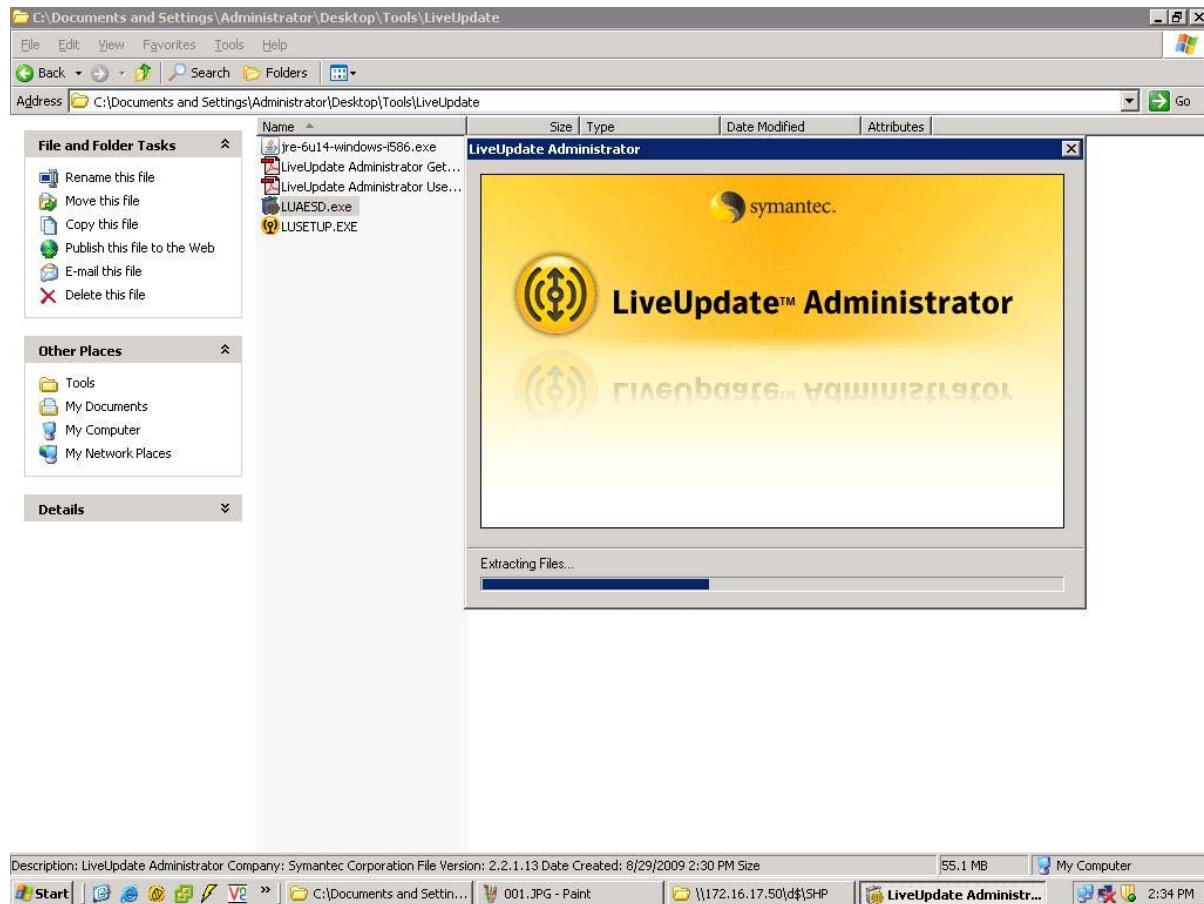 C:\Documents and Settings\Administrator\Desktop\Tools\LiveUpdate
File Edit View Favorites Tools Help
Back Search Folders
Address C:\Documents and Settings\Administrator\Desktop\Tools\LiveUpdate Go
Name Size Type Date Modified Attributes
File and Folder Tasks
Rename this file
Move this file
Copy this file
Publish this file to the Web
E-mail this file
Delete this file
Other Places
Tools
My Documents
My Computer
My Network Places
Details
jre-6u14-windows-i586.exe
LiveUpdate Administrator Get...
LiveUpdate Administrator Use...
LUAESD.exe
LUSETUP.EXE
LiveUpdate Administrator
symantec.
LiveUpdate™ Administrator
LiveUpdate™ Administrator
Extracting Files...
Description: LiveUpdate Administrator Company: Symantec Corporation File Version: 2.2.1.13 Date Created: 8/29/2009 2:30 PM Size 55.1 MB My Computer
Start V2 » C:\Documents and Settin... 001.JPG - Paint \\172.16.17.50\d$\SHP LiveUpdate Administr... 2:34 PM